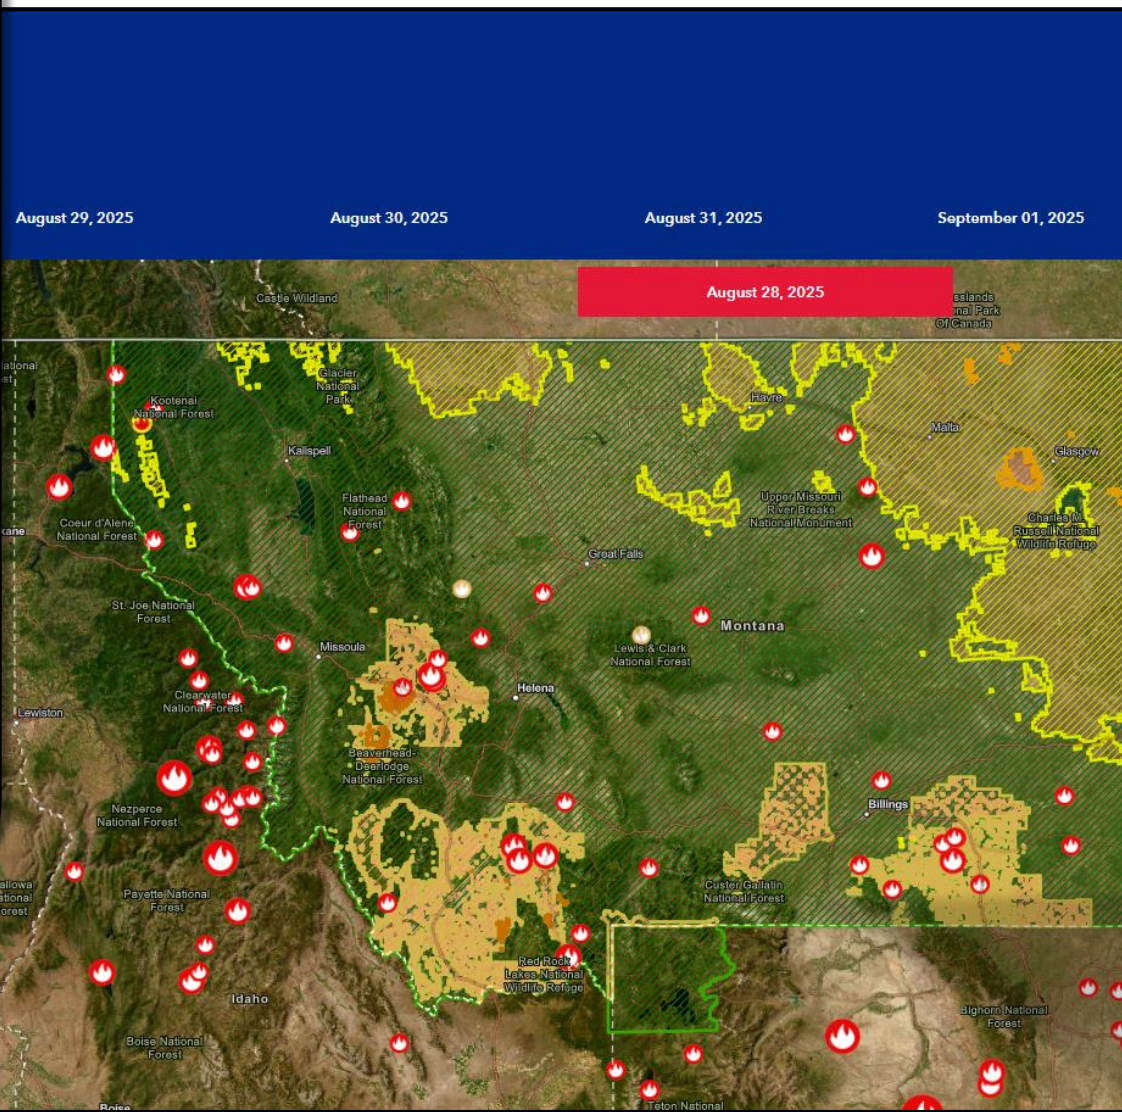 August 29, 2025
August 30, 2025
August 31, 2025
September 01, 2025
August 28, 2025
Castle Wildland
Of Canada
Glacier
National
Park
Kootenai
National Forest
Havre
Malta
Kalispell
Glasgow
Flathead
National
Forest
Upper Missouri
River Breaks
National Monument
Coeur d'Alene
National Forest
Charles M.
Russell National
Wildlife Refuge
Great Falls
St. Joe National
Forest
Montana
Missoula
Lewis & Clark
National Forest
Helena
Clearwater
National Forest
Lewiston
Beaverhead-
Deerlodge
National Forest
Nezperce
National Forest
Billings
Payette National
Forest
Custer Gallatin
National Forest
Red Rock
Lakes National
Wildlife Refuge
Idaho
Bighorn National
Forest
Boise National
Forest
Boise
Teton National